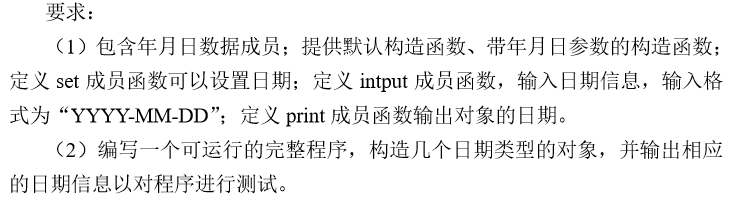 要求：
（1）包含年月日数据成员；提供默认构造函数、带年月日参数的构造函数；
定义 set 成员函数可以设置日期；定义 intput 成员函数，输入日期信息，输入格
式为“YYYY-MM-DD”；定义 print 成员函数输出对象的日期。
（2）编写一个可运行的完整程序，构造几个日期类型的对象，并输出相应
的日期信息以对程序进行测试。